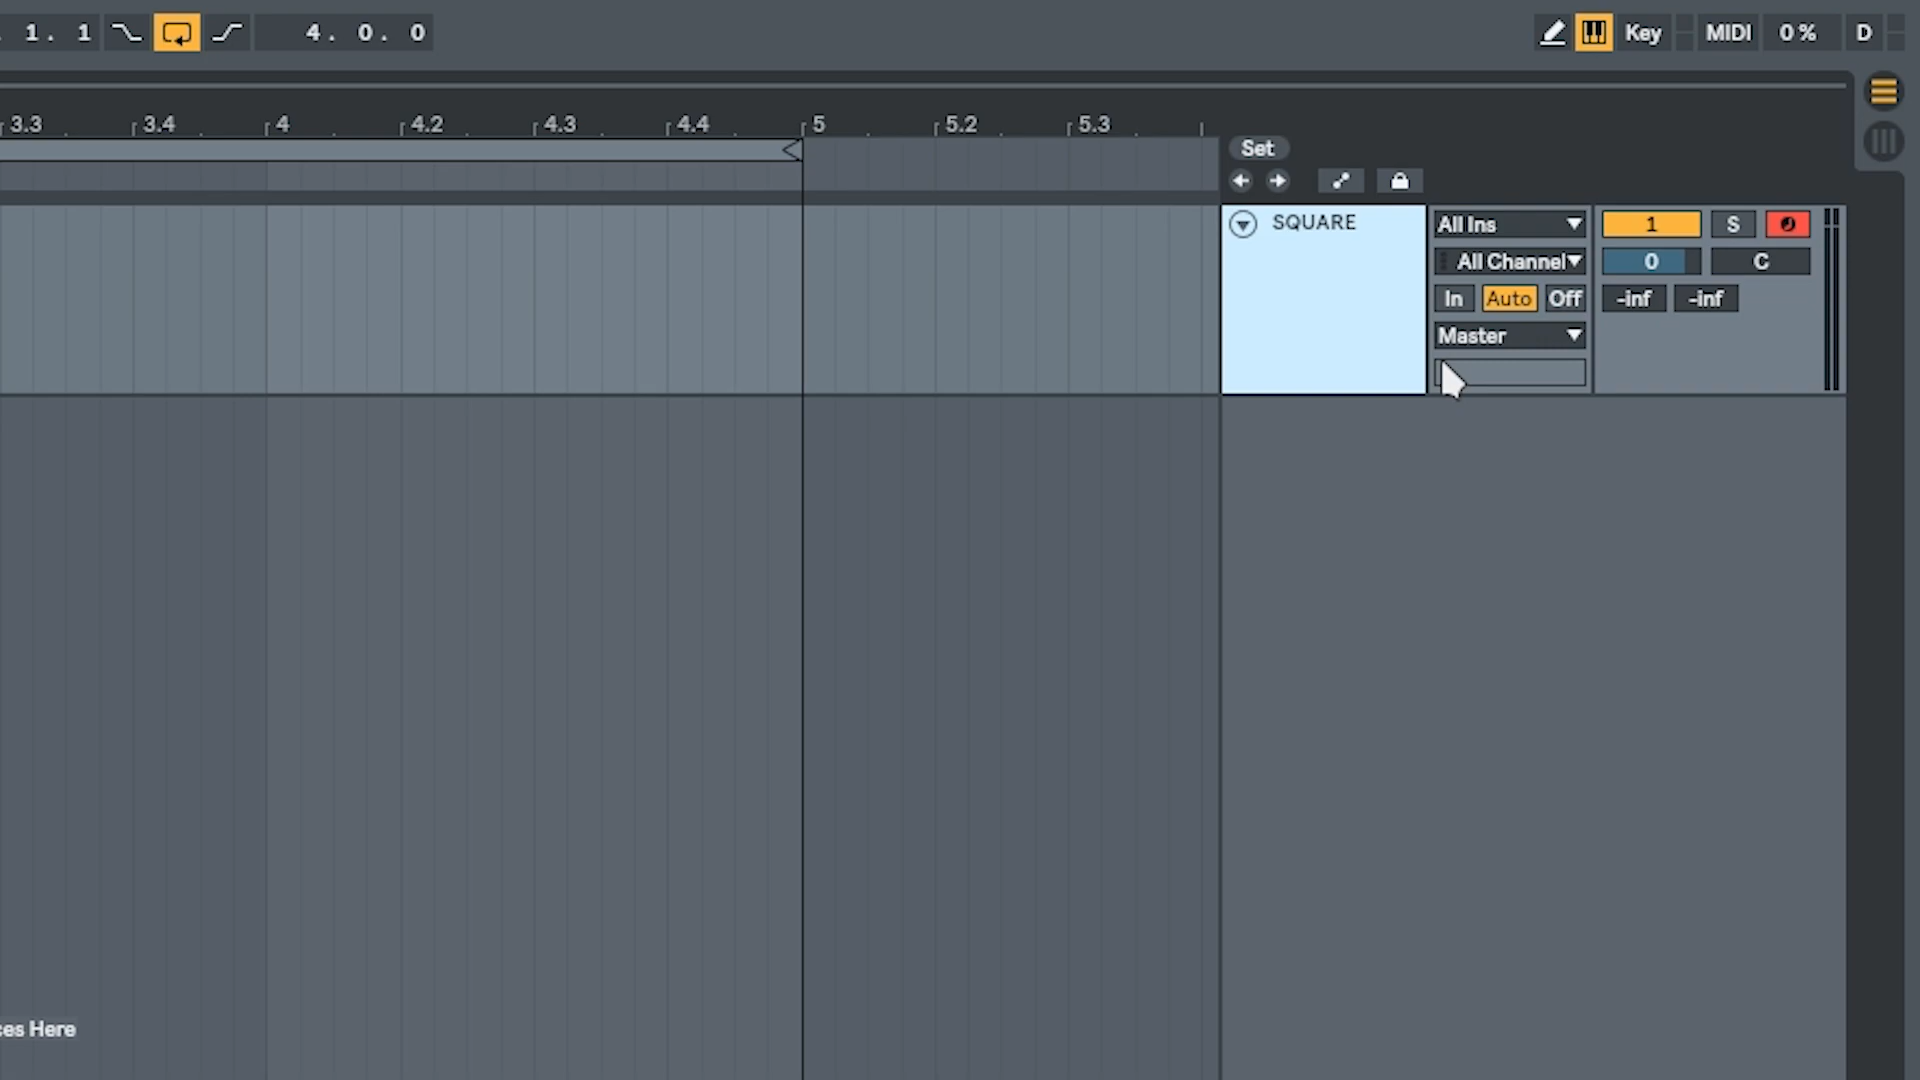 1. 1 4. 0. 0 Key MIDI 0 % D
3.3 3.4 4 4.2 4.3 4.4 5 5.2 5.3
Set
SQUARE All Ins 1 S
All Channel 0 C
In Auto Off -inf -inf
Master
Here